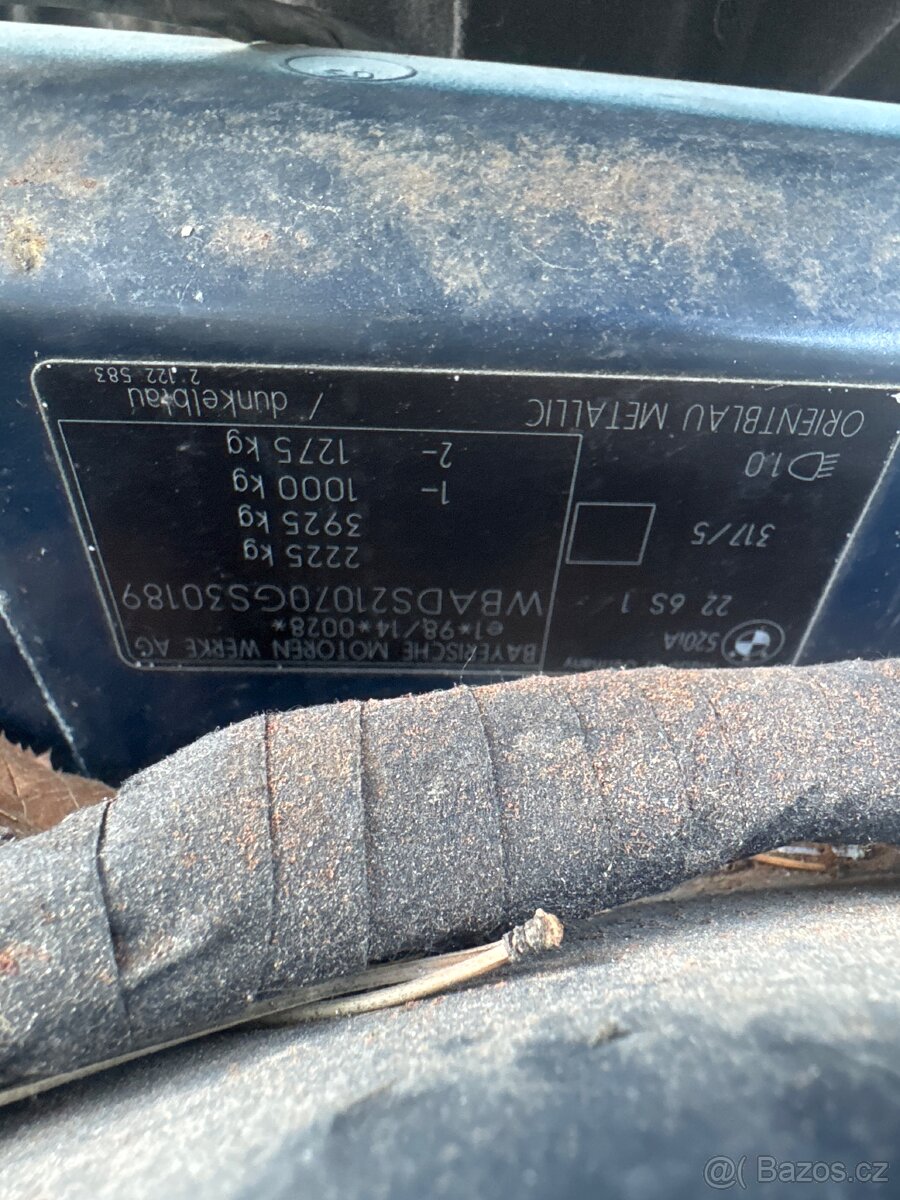 BAYERISCHE MOTOREN WERKE AG
e1*98/14*0028*
WBADS21070GS30189
2225 kg
3925 kg
1- 1000 kg
2- 1275 kg
520iA
22 6S 1
317/5
1.0
ORIENTBLAU METALLIC / dunkelblau
2 122 583
@( Bazos.cz